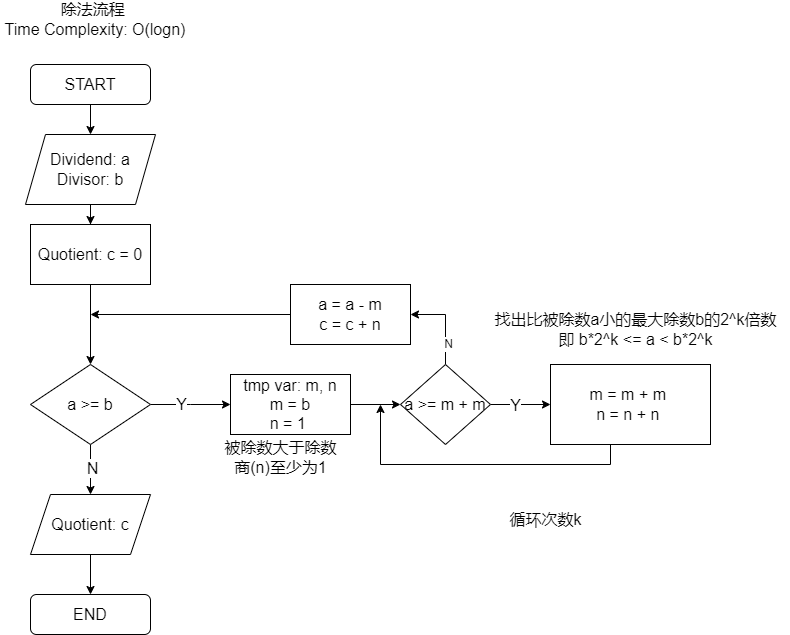 除法流程
Time Complexity: O(logn)
START
Dividend: a
Divisor: b
Quotient: c = 0
a = a - m
c = c + n
找出比被除数a小的最大除数b的2^k倍数
即 b*2^k <= a < b*2^k
N
a >= b
Y
tmp var: m, n
m = b
n = 1
a >= m + m
Y
m = m + m
n = n + n
被除数大于除数
商(n)至少为1
N
Quotient: c
循环次数k
END